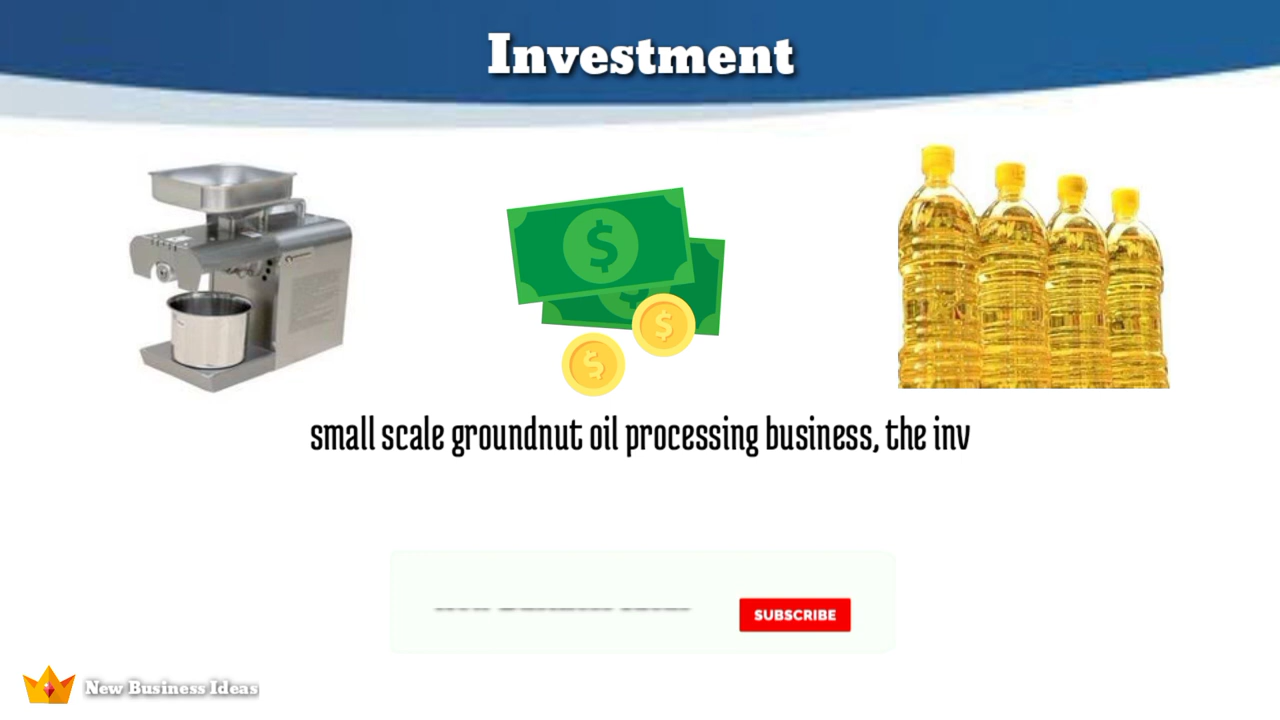 Investment
small scale groundnut oil processing business, the inv
SUBSCRIBE
New Business Ideas